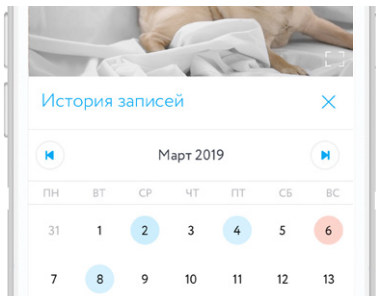 История записей
Март 2019
ПН ВТ СР ЧТ ПТ СБ ВС
31 1 2 3 4 5 6
7 8 9 10 11 12 13